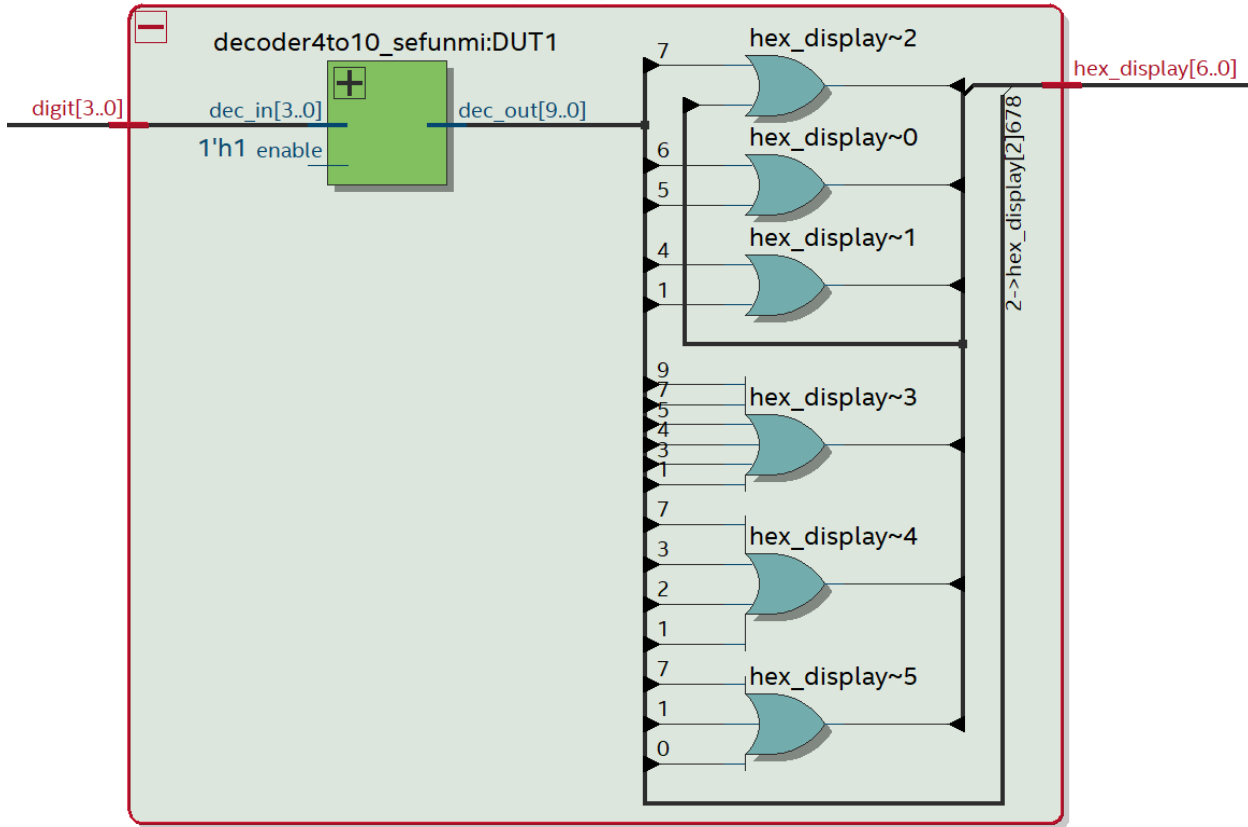 decoder4to10_sefunmi:DUT1
digit[3..0]
dec_in[3..0]
1'h1 enable
dec_out[9..0]
hex_display~2
7
hex_display~0
6
5
hex_display~1
4
1
hex_display~3
9
7
5
4
3
1
hex_display~4
7
3
2
1
hex_display~5
7
1
0
hex_display[6..0]
2->hex_display[2]678